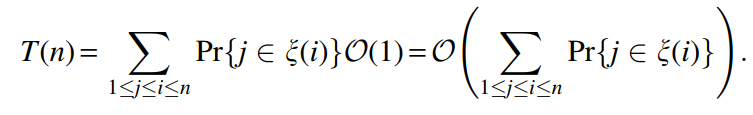 T(n) = ∑_{1≤j≤i≤n} Pr{j ∈ ξ(i)}𝒪(1) = 𝒪(∑_{1≤j≤i≤n} Pr{j ∈ ξ(i)}).